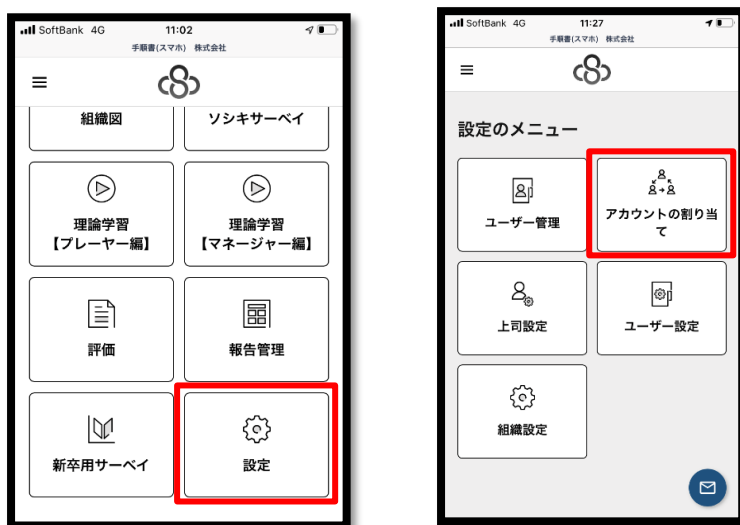 SoftBank 4G 11:02
手順書(スマホ) 株式会社
組織図
ソシキサーベイ
理論学習
【プレーヤー編】
理論学習
【マネージャー編】
評価
報告管理
新卒用サーベイ
設定
SoftBank 4G 11:27
手順書(スマホ) 株式会社
設定のメニュー
ユーザー管理
アカウントの割り当
て
上司設定
ユーザー設定
組織設定